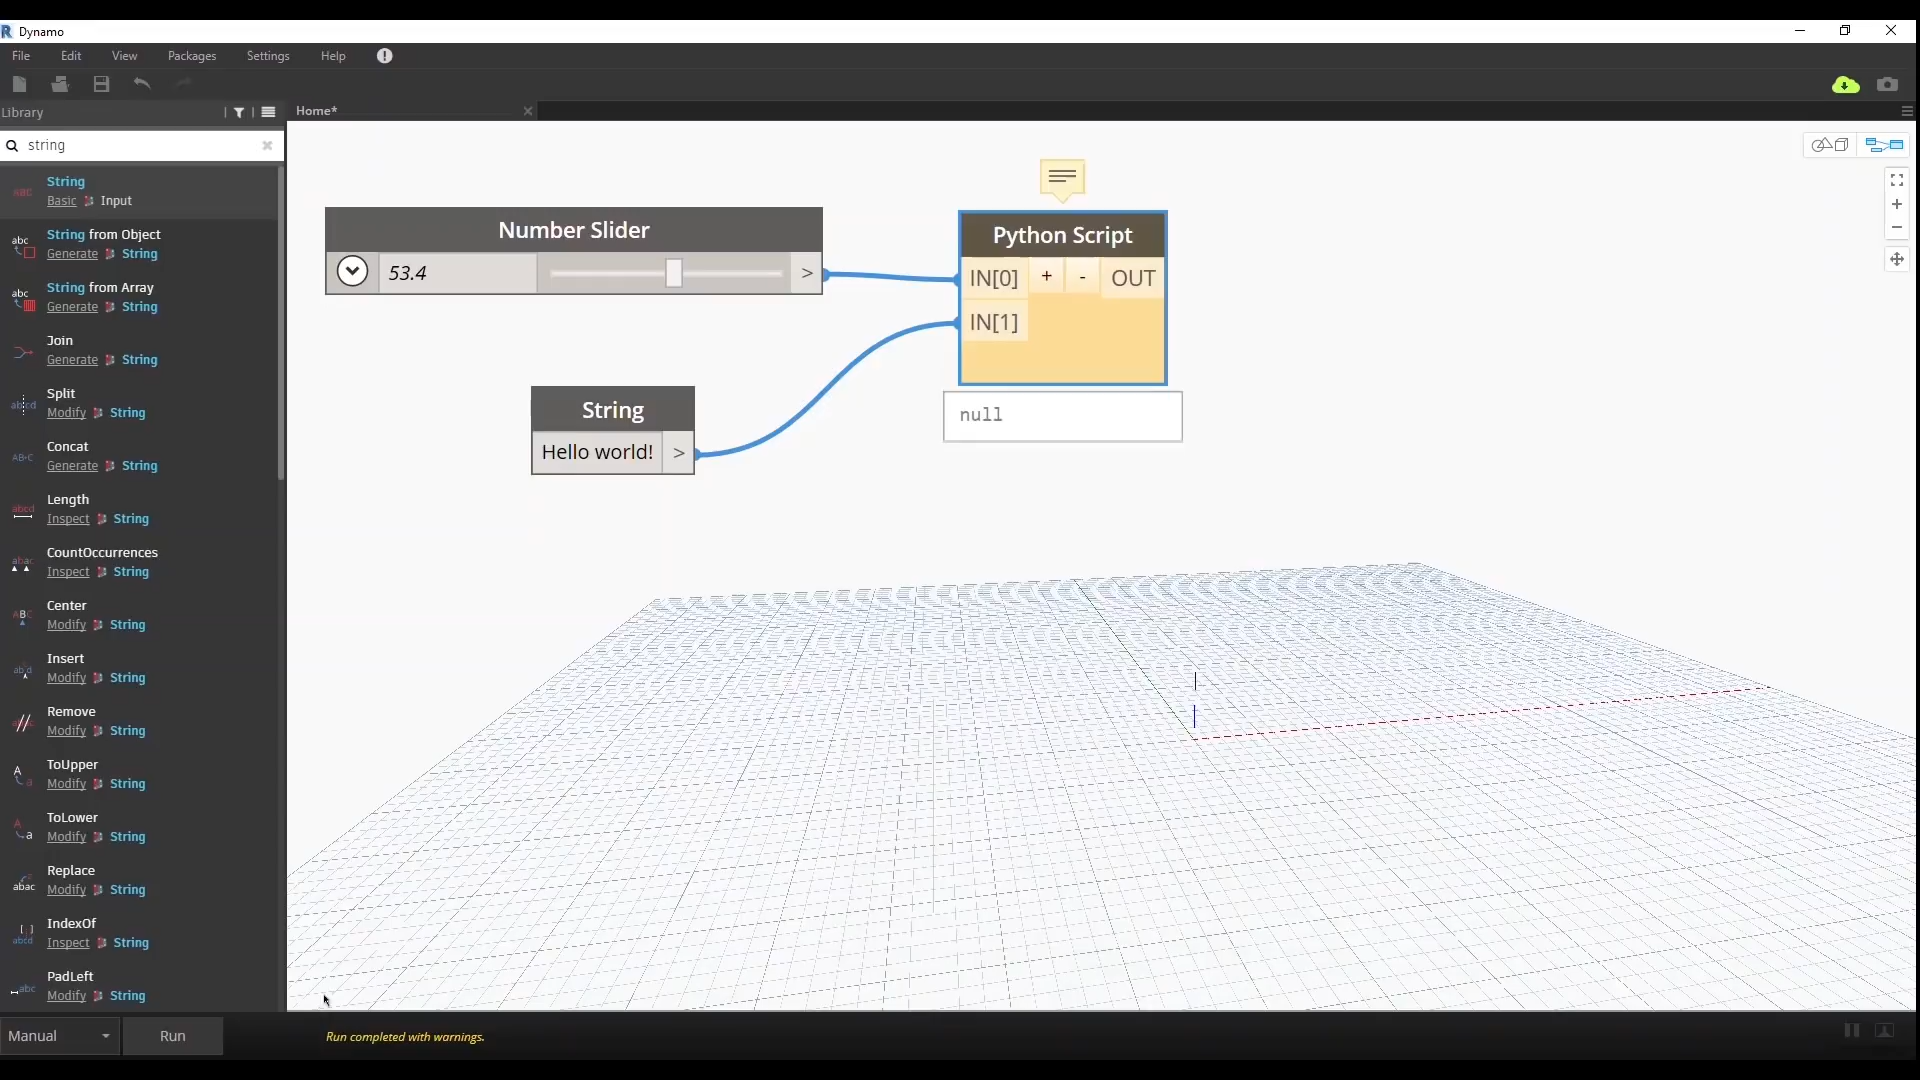 Dynamo
File Edit View Packages Settings Help
Library
Home*
string
String
Basic Input
String from Object
Generate String
String from Array
Generate String
Join
Generate String
Split
Modify String
Concat
Generate String
Length
Inspect String
CountOccurrences
Inspect String
Center
Modify String
Insert
Modify String
Remove
Modify String
ToUpper
Modify String
ToLower
Modify String
Replace
Modify String
IndexOf
Inspect String
PadLeft
Modify String
Number Slider
53.4 >
String
Hello world! >
Python Script
IN[0] + - OUT
IN[1]
null
Manual Run Run completed with warnings.